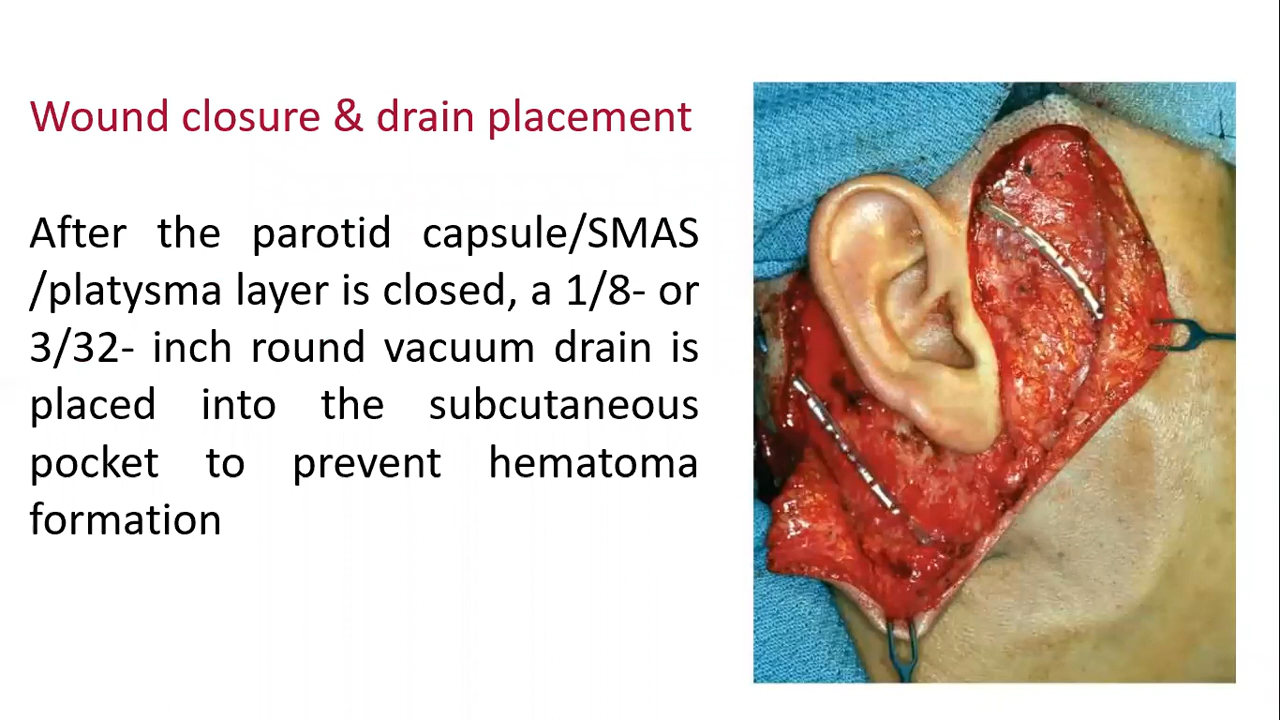 Wound closure & drain placement
After the parotid capsule/SMAS
/platysma layer is closed, a 1/8- or
3/32- inch round vacuum drain is
placed into the subcutaneous
pocket to prevent hematoma
formation